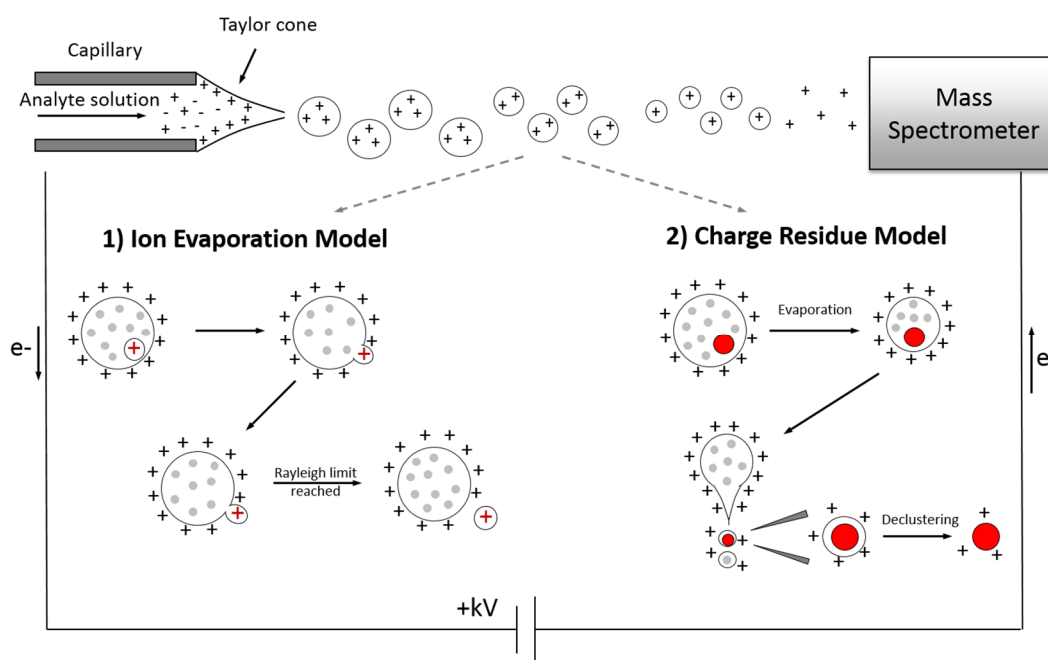 Taylor cone
Capillary
Analyte solution
Mass
Spectrometer
1) Ion Evaporation Model
2) Charge Residue Model
Evaporation
e-
e
Rayleigh limit
reached
Declustering
+kV